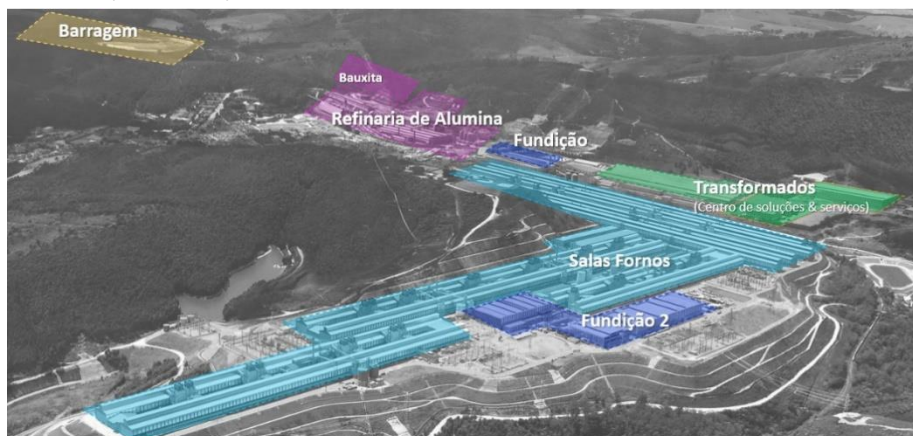 Barragem
Bauxita
Refinaria de Alumina
Fundição
Transformados
(Centro de soluções & serviços)
Salas Fornos
Fundição 2